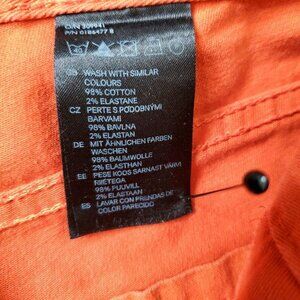 P/N 0186477 B
GB WASH WITH SIMILAR
COLOURS
98% COTTON
2% ELASTANE
CZ PERTE S PODOBNÝMI
BARVAMI
98% BAVLNA
2% ELASTAN
DE MIT ÄHNLICHEN FARBEN
WASCHEN
98% BAUMWOLLE
2% ELASTHAN
EE PESE KOOS SARNAST VÄRVI
RIIETEGA
98% PUUVILL
2% ELASTAAN
ES LAVAR CON PRENDAS DE
COLOR PARECIDO